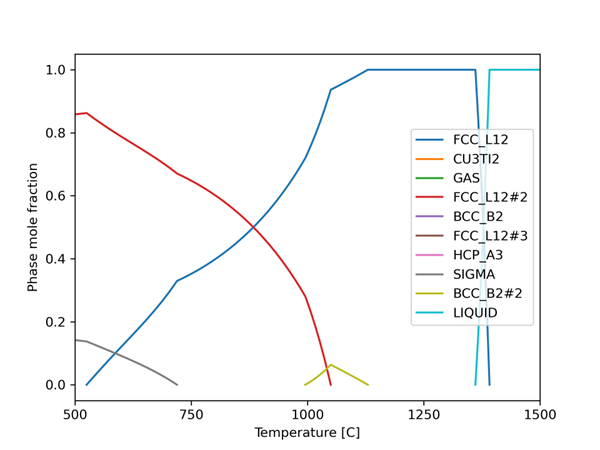 1.0
0.8
0.6
0.4
0.2
0.0
Phase mole fraction
500
750
1000
1250
1500
Temperature [C]
FCC_L12
CU3TI2
GAS
FCC_L12#2
BCC_B2
FCC_L12#3
HCP_A3
SIGMA
BCC_B2#2
LIQUID